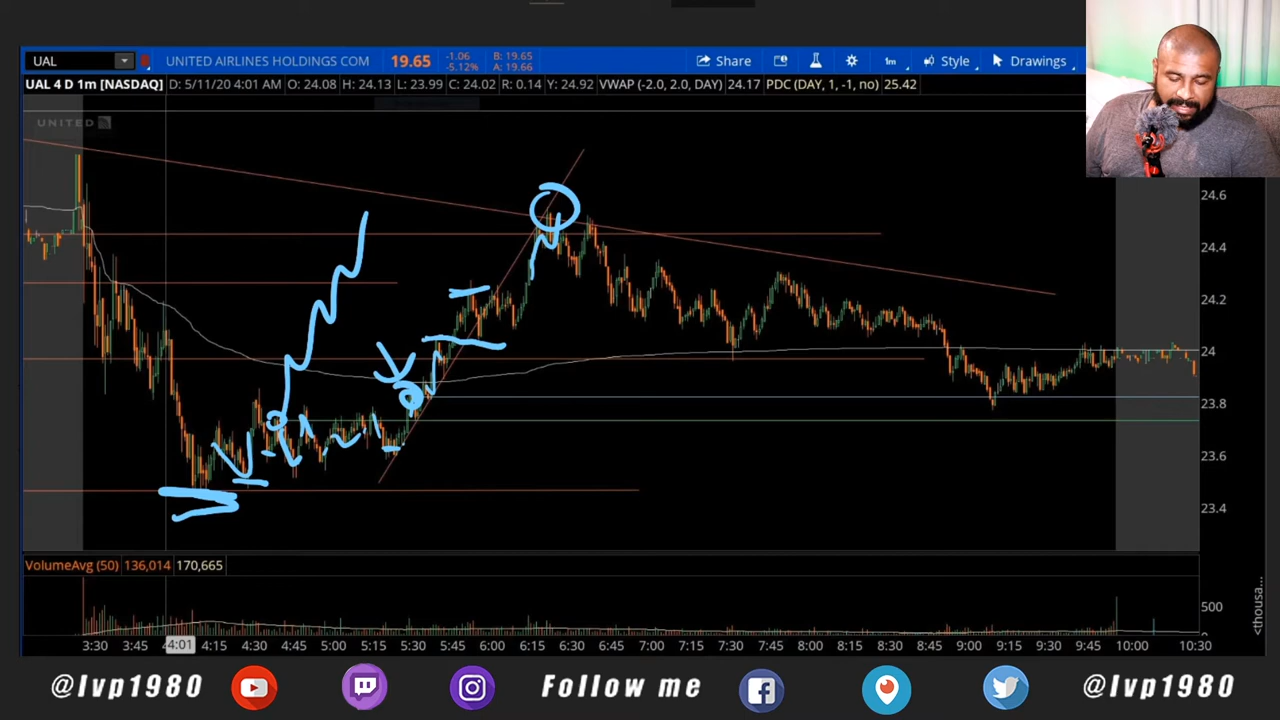 UAL
UNITED AIRLINES HOLDINGS COM
19.65
-1.06
-5.12%
B: 19.65
A: 19.66
Share
1m
Style
Drawings
UAL 4 D 1m [NASDAQ]
D: 5/11/20 4:01 AM
O: 24.08
H: 24.13
L: 23.99
C: 24.02
R: 0.14
Y: 24.92
VWAP (-2.0, 2.0, DAY)
24.17
PDC (DAY, 1, -1, no)
25.42
UNITED
24.6
24.4
24.2
24
23.8
23.6
23.4
VolumeAvg (50)
136,014
170,665
500
<thousa...
3:30 3:45 4:01 4:15 4:30 4:45 5:00 5:15 5:30 5:45 6:00 6:15 6:30 6:45 7:00 7:15 7:30 7:45 8:00 8:15 8:30 8:45 9:00 9:15 9:30 9:45 10:00 10:30
@lvp1980 Follow me @lvp1980